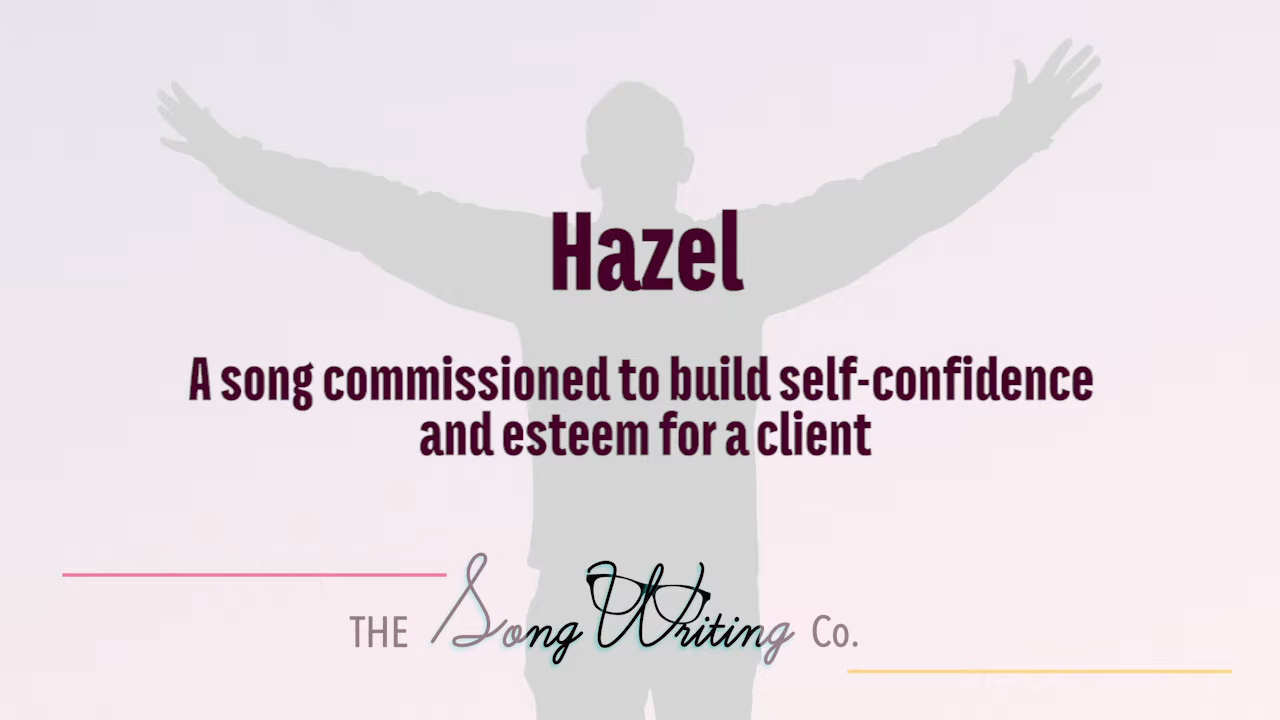 Hazel
A song commissioned to build self-confidence
and esteem for a client
THE Song Writing Co.